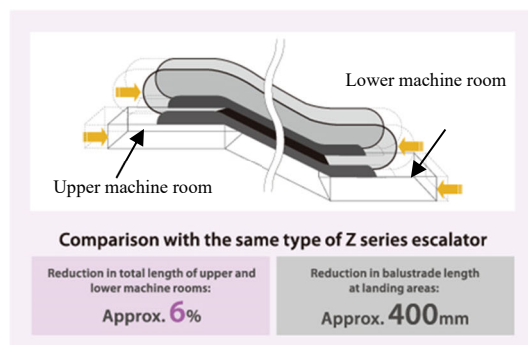 Lower machine room
Upper machine room
Comparison with the same type of Z series escalator
Reduction in total length of upper and
lower machine rooms:
Approx. 6%
Reduction in balustrade length
at landing areas:
Approx. 400mm